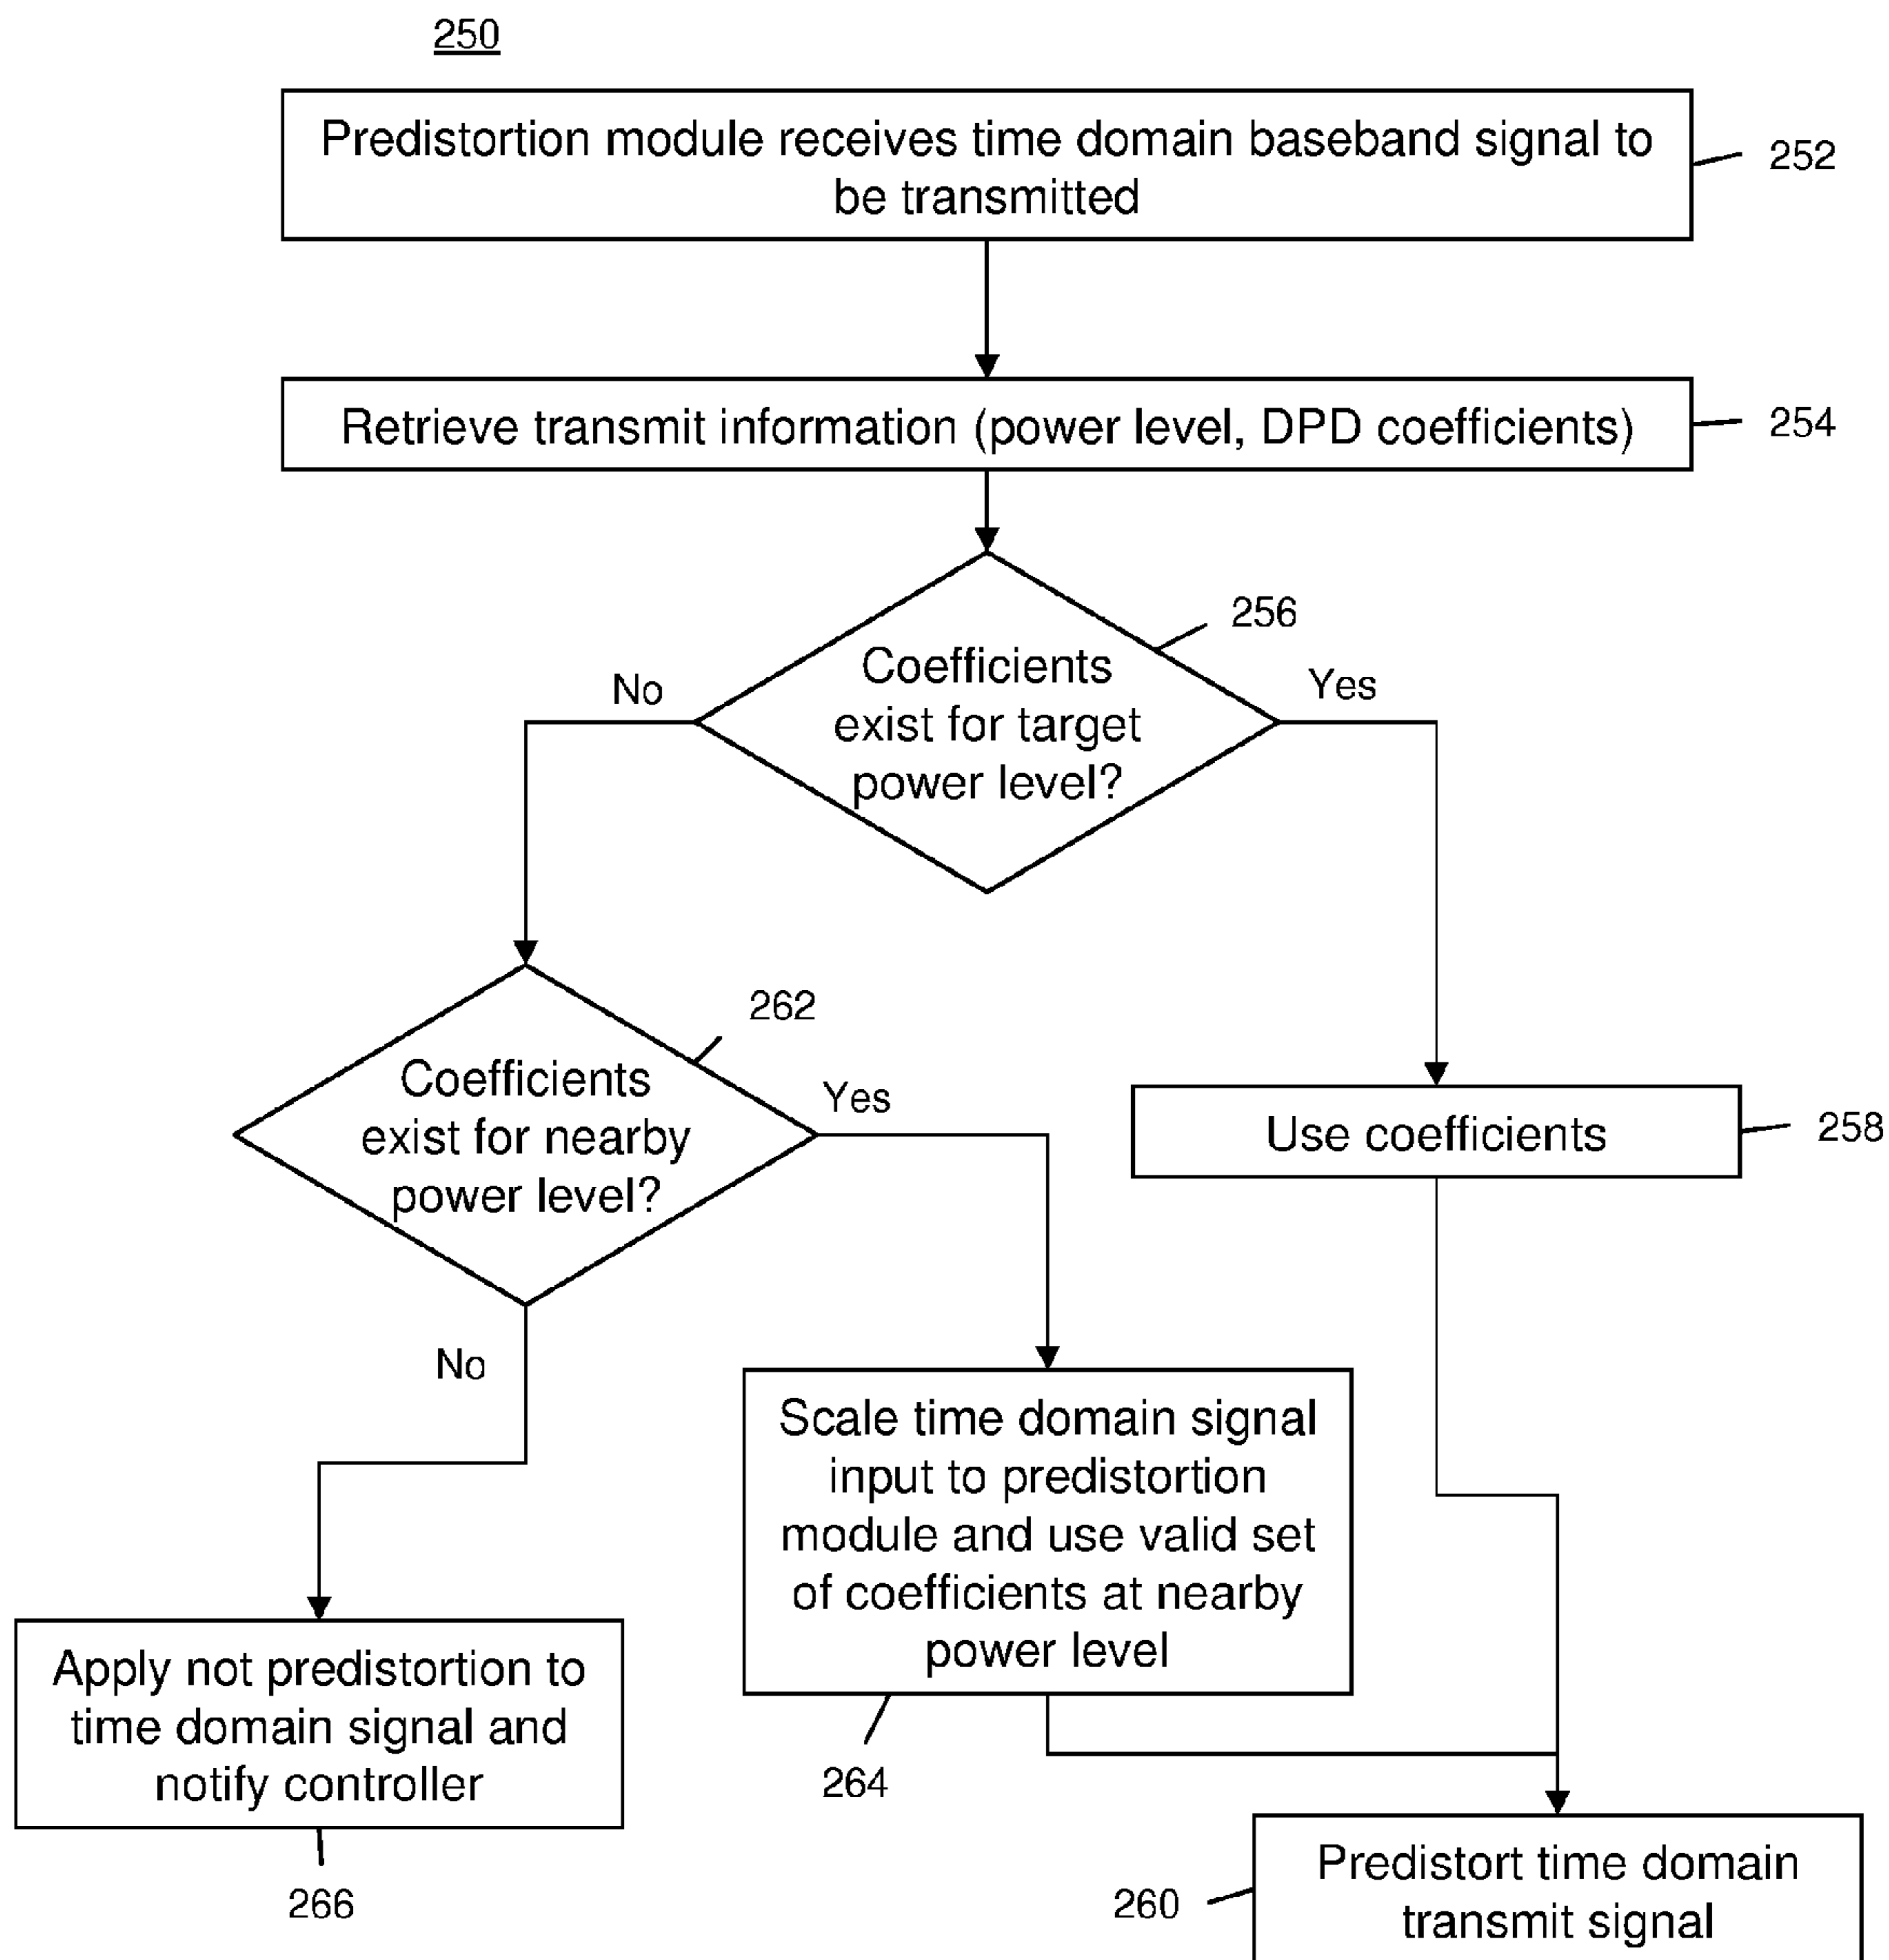 250
Predistortion module receives time domain baseband signal to
be transmitted
252
Retrieve transmit information (power level, DPD coefficients)
254
256
Coefficients
exist for target
power level?
No
Yes
262
Coefficients
exist for nearby
power level?
Yes
No
Use coefficients
258
Scale time domain signal
input to predistortion
module and use valid set
of coefficients at nearby
power level
264
Apply not predistortion to
time domain signal and
notify controller
266
Predistort time domain
transmit signal
260